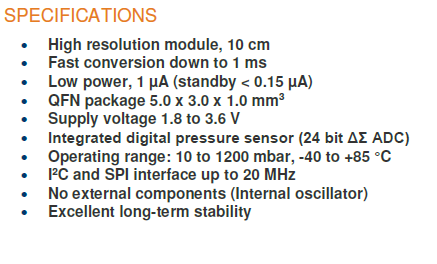 SPECIFICATIONS
• High resolution module, 10 cm
• Fast conversion down to 1 ms
• Low power, 1 µA (standby < 0.15 µA)
• QFN package 5.0 x 3.0 x 1.0 mm³
• Supply voltage 1.8 to 3.6 V
• Integrated digital pressure sensor (24 bit ΔΣ ADC)
• Operating range: 10 to 1200 mbar, -40 to +85 °C
• I²C and SPI interface up to 20 MHz
• No external components (Internal oscillator)
• Excellent long-term stability